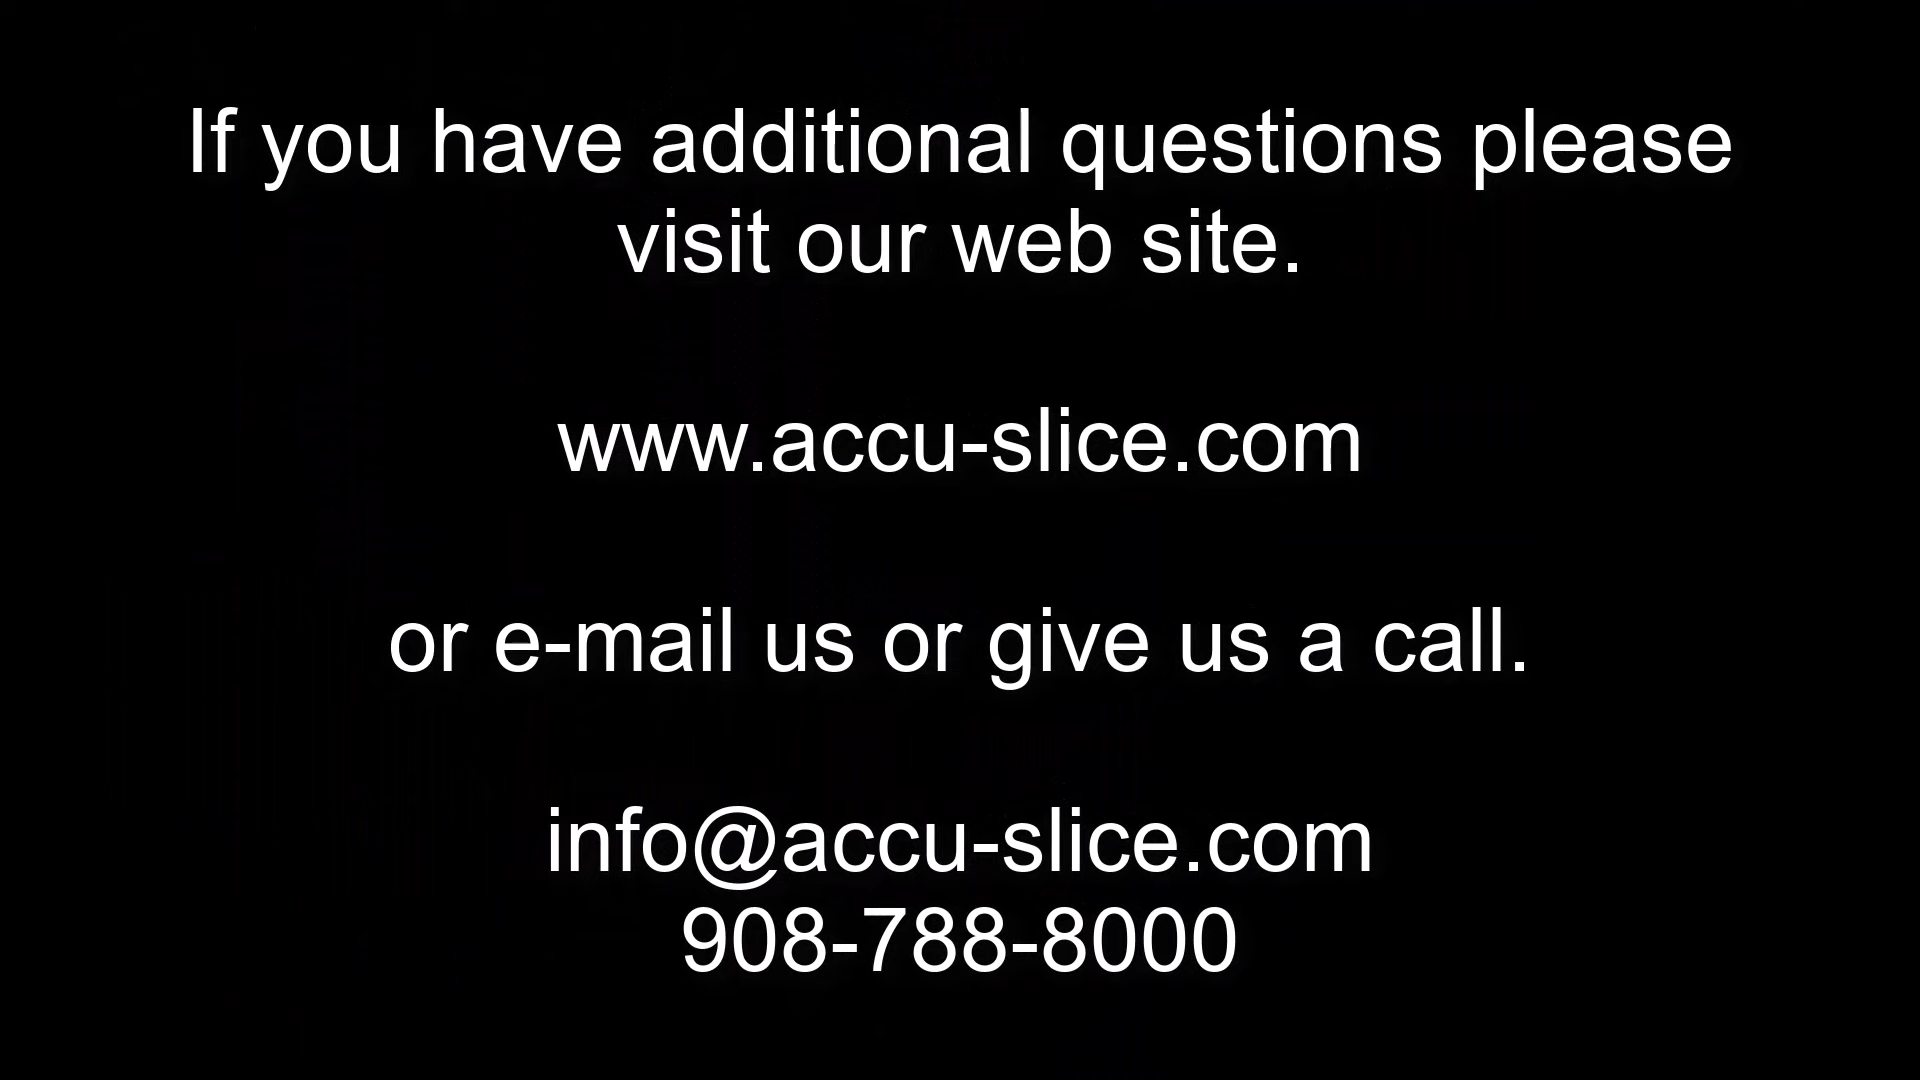 If you have additional questions please
visit our web site.
www.accu-slice.com
or e-mail us or give us a call.
info@accu-slice.com
908-788-8000